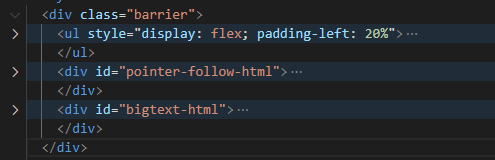 <div class="barrier">
<ul style="display: flex; padding-left: 20%">…
</ul>
<div id="pointer-follow-html">…
</div>
<div id="bigtext-html">…
</div>
</div>